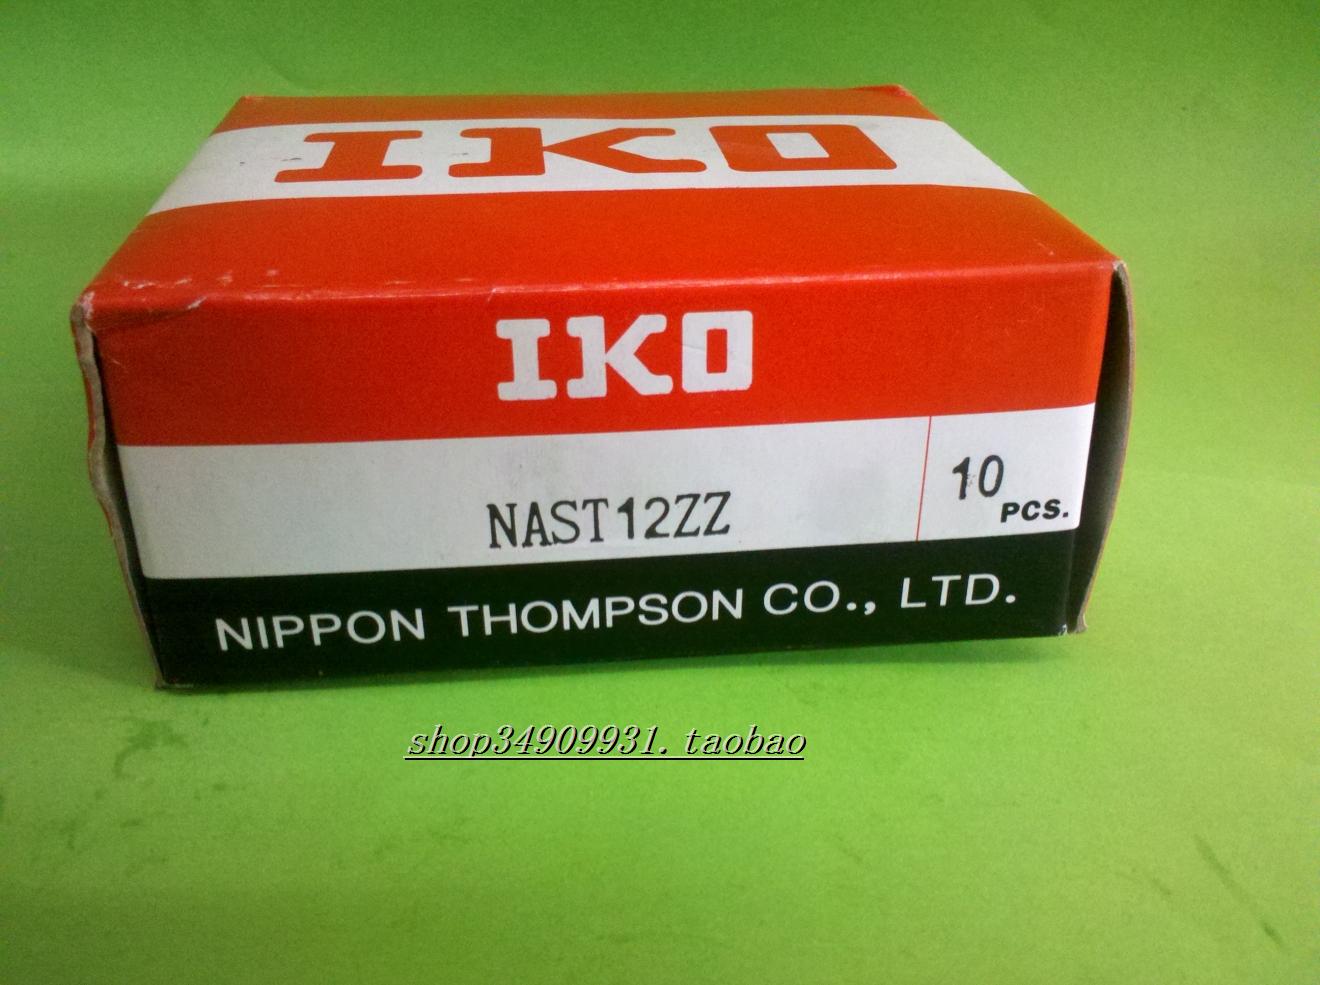 IKO
IKO
NAST12ZZ
10 PCS.
NIPPON THOMPSON CO., LTD.
shop34909931.taobao